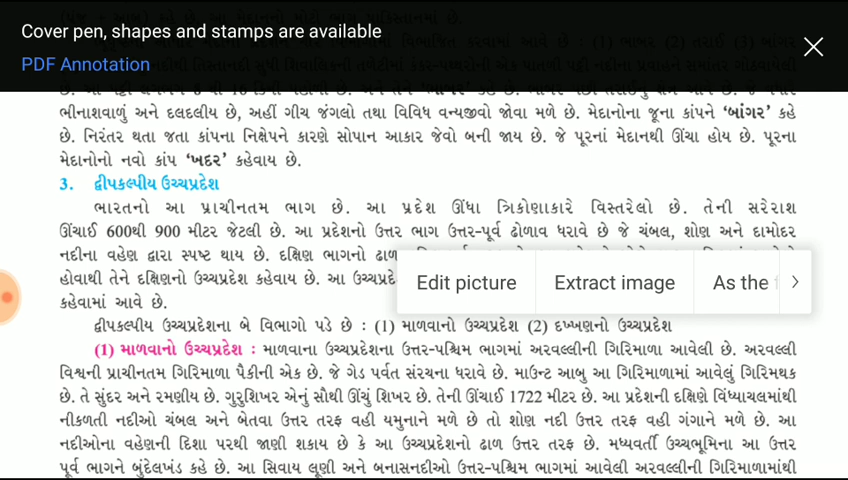 Cover pen, shapes and stamps are available
PDF Annotation
ભીનાશવાળું અને દલદલીય છે, અહીં ગીચ જંગલો તથા વિવિધ વન્યજીવો જોવા મળે છે. મેદાનોના જૂના કાંપને ‘બાંગર’ કહે
છે. નિરંતર થતા જતા કાંપના નિક્ષેપને કારણે સોપાન આકાર જેવો બની જાય છે. જે પૂરનાં મેદાનથી ઊંચા હોય છે. પૂરના
મેદાનોનો નવો કાંપ ‘ખદર’ કહેવાય છે.
3. દ્વીપકલ્પીય ઉચ્ચપ્રદેશ
ભારતનો આ પ્રાચીનતમ ભાગ છે. આ પ્રદેશ ઊંધા ત્રિકોણાકારે વિસ્તરેલો છે. તેની સરેરાશ
ઊંચાઈ 600થી 900 મીટર જેટલી છે. આ પ્રદેશનો ઉત્તર ભાગ ઉત્તર-પૂર્વ ઢોળાવ ધરાવે છે જે ચંબલ, શોણ અને દામોદર
નદીના વહેણ દ્વારા સ્પષ્ટ થાય છે. દક્ષિણ ભાગનો ઢાળ
હોવાથી તેને દક્ષિણનો ઉચ્ચપ્રદેશ કહેવાય છે. આ ઉચ્ચપ્રદે
Edit picture Extract image As the
કહેવામાં આવે છે.
દ્વીપકલ્પીય ઉચ્ચપ્રદેશના બે વિભાગો પડે છે : (1) માળવાનો ઉચ્ચપ્રદેશ (2) દખ્ખણનો ઉચ્ચપ્રદેશ
(1) માળવાનો ઉચ્ચપ્રદેશ : માળવાના ઉચ્ચપ્રદેશના ઉત્તર-પશ્ચિમ ભાગમાં અરવલ્લીની ગિરિમાળા આવેલી છે. અરવલ્લી
વિશ્વની પ્રાચીનતમ ગિરિમાળા પૈકીની એક છે. જે ગેડ પર્વત સંરચના ધરાવે છે. માઉન્ટ આબુ આ ગિરિમાળામાં આવેલું ગિરિમથક
છે. તે સુંદર અને રમણીય છે. ગુરુશિખર એનું સૌથી ઊંચું શિખર છે. તેની ઊંચાઈ 1722 મીટર છે. આ પ્રદેશની દક્ષિણે વિંધ્યાચલમાંથી
નીકળતી નદીઓ ચંબલ અને બેતવા ઉત્તર તરફ વહી યમુનાને મળે છે તો શોણ નદી ઉત્તર તરફ વહી ગંગાને મળે છે. આ
નદીઓના વહેણની દિશા પરથી જાણી શકાય છે કે આ ઉચ્ચપ્રદેશનો ઢાળ ઉત્તર તરફ છે. મધ્યવર્તી ઉચ્ચભૂમિના આ ઉત્તર
પૂર્વ ભાગને બુંદેલખંડ કહે છે. આ સિવાય લૂણી અને બનાસનદીઓ ઉત્તર-પશ્ચિમ ભાગમાં આવેલી અરવલ્લીની ગિરિમાળામાંથી